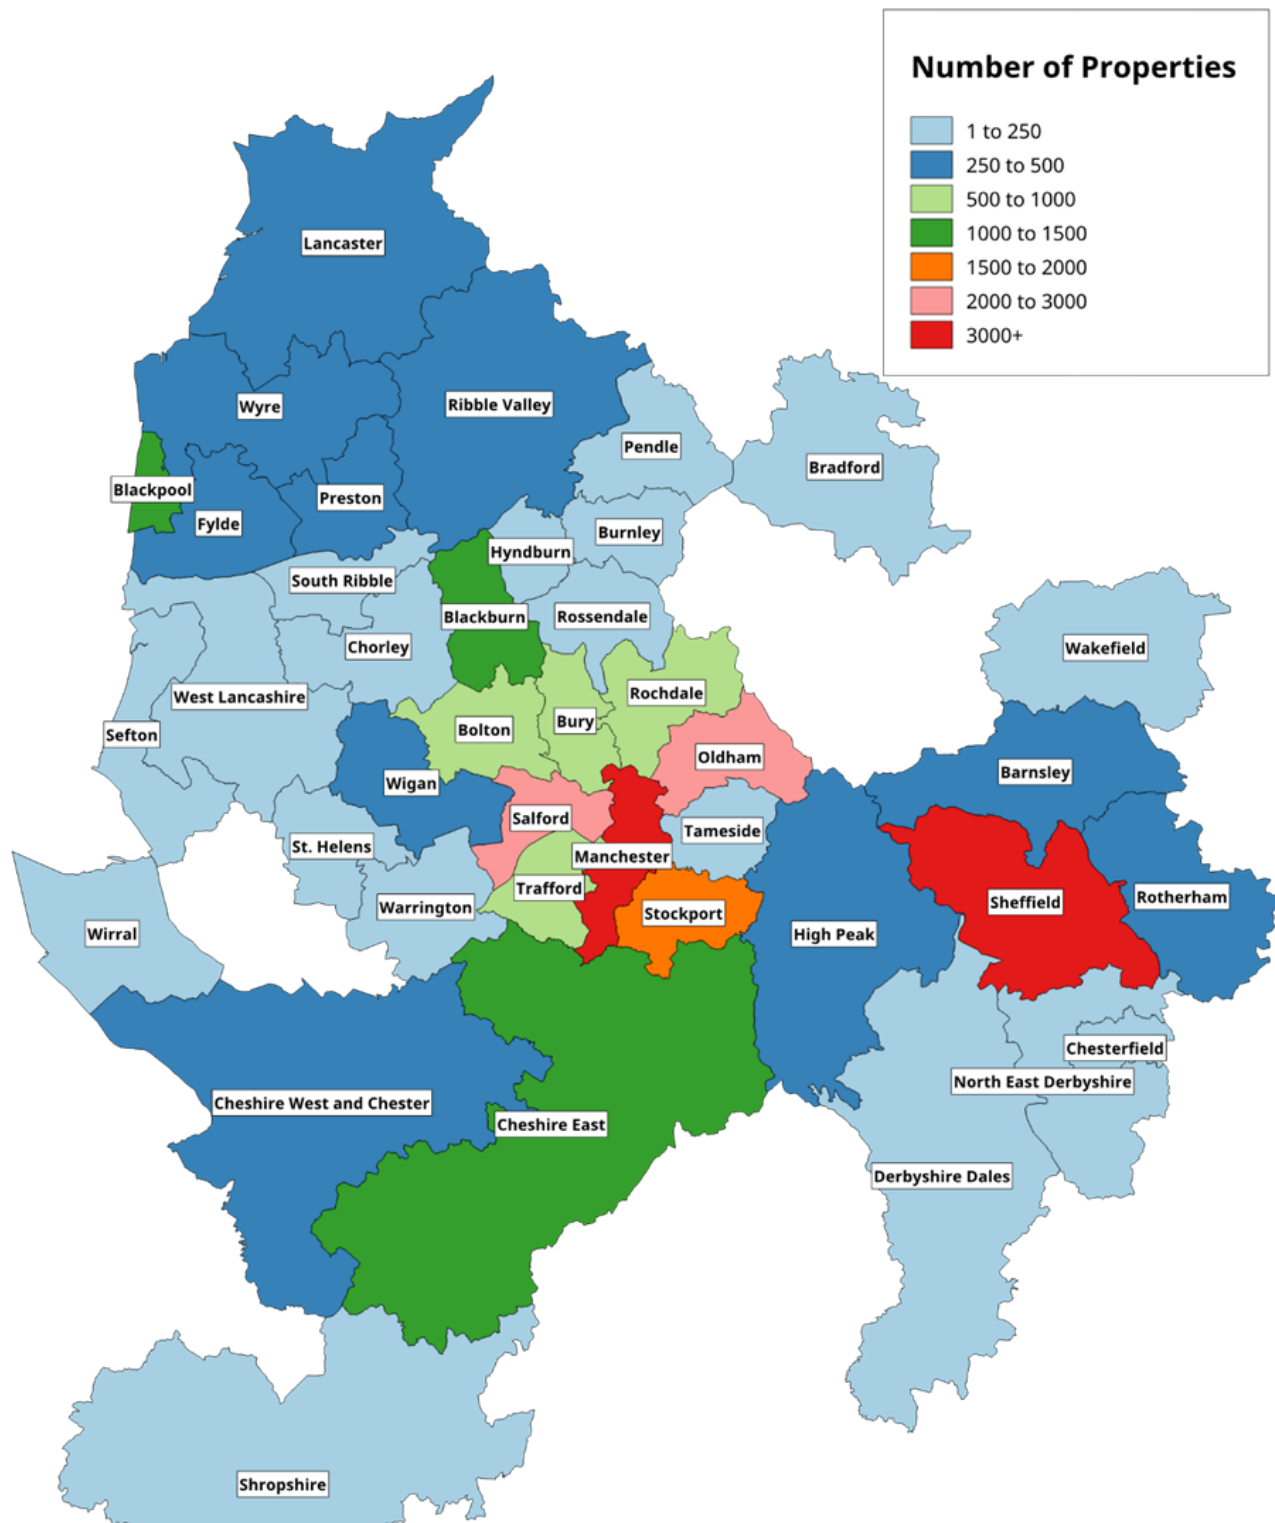 Number of Properties
1 to 250
250 to 500
500 to 1000
1000 to 1500
1500 to 2000
2000 to 3000
3000+
Lancaster
Wyre
Ribble Valley
Pendle
Bradford
Blackpool
Preston
Fylde
Burnley
Hyndburn
South Ribble
Blackburn
Rossendale
Chorley
Wakefield
West Lancashire
Rochdale
Sefton
Bolton
Bury
Oldham
Barnsley
Wigan
Salford
Tameside
St. Helens
Manchester
Trafford
Sheffield
Rotherham
Warrington
Stockport
Wirral
High Peak
Chesterfield
North East Derbyshire
Cheshire West and Chester
Cheshire East
Derbyshire Dales
Shropshire